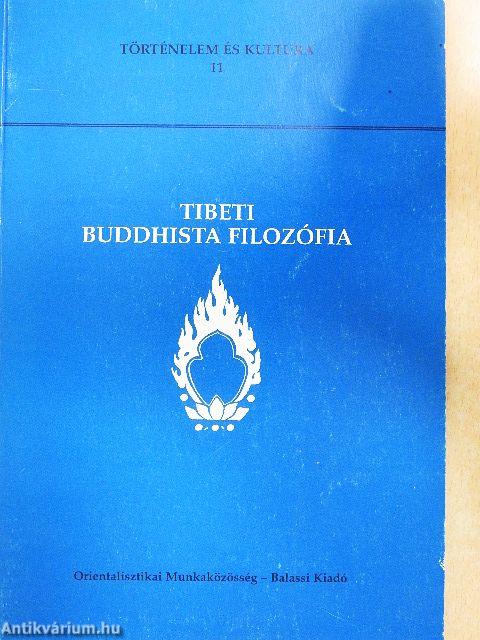 TÖRTÉNELEM ÉS KULTÚRA
11
TIBETI
BUDDHISTA FILOZÓFIA
Orientalisztikai Munkaközösség – Balassi Kiadó
Antikvárium.hu